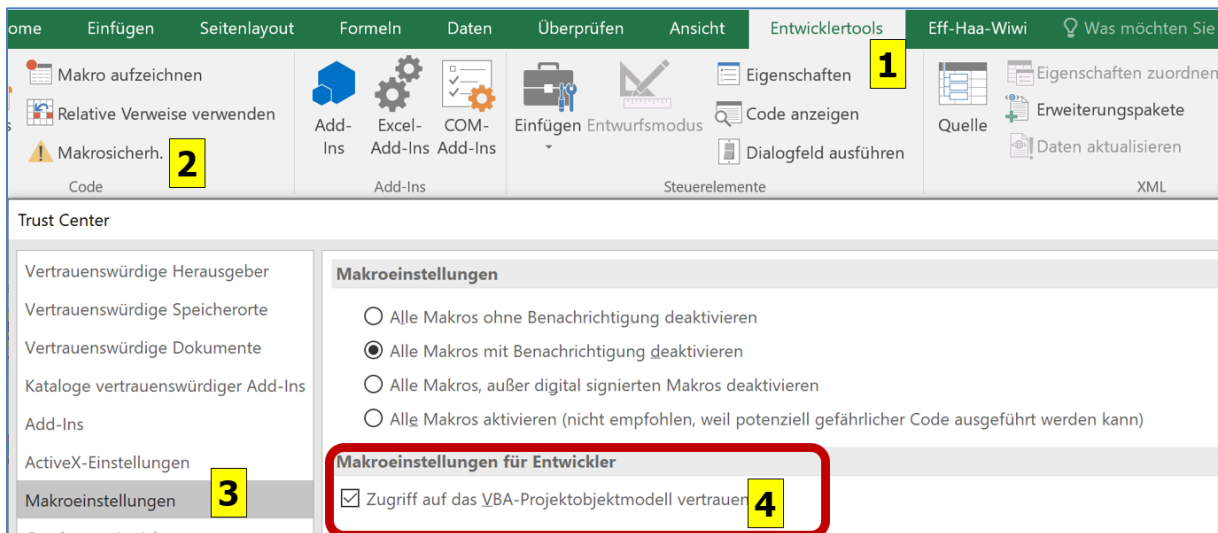 ome Einfügen Seitenlayout Formeln Daten Überprüfen Ansicht Entwicklertools Eff-Haa-Wiwi Was möchten Sie
1
Makro aufzeichnen
Relative Verweise verwenden
Makrosicherh.
2
Code
Add-
Ins
Excel-
Add-Ins
COM-
Add-Ins
Add-Ins
Einfügen
Entwurfsmodus
Eigenschaften
Code anzeigen
Dialogfeld ausführen
Steuerelemente
Quelle
Eigenschaften zuordnen
Erweiterungspakete
Daten aktualisieren
XML
Trust Center
Vertrauenswürdige Herausgeber
Vertrauenswürdige Speicherorte
Vertrauenswürdige Dokumente
Kataloge vertrauenswürdiger Add-Ins
Add-Ins
ActiveX-Einstellungen
Makroeinstellungen
3
Makroeinstellungen
Alle Makros ohne Benachrichtigung deaktivieren
Alle Makros mit Benachrichtigung deaktivieren
Alle Makros, außer digital signierten Makros deaktivieren
Alle Makros aktivieren (nicht empfohlen, weil potenziell gefährlicher Code ausgeführt werden kann)
Makroeinstellungen für Entwickler
Zugriff auf das VBA-Projektobjektmodell vertrauen
4